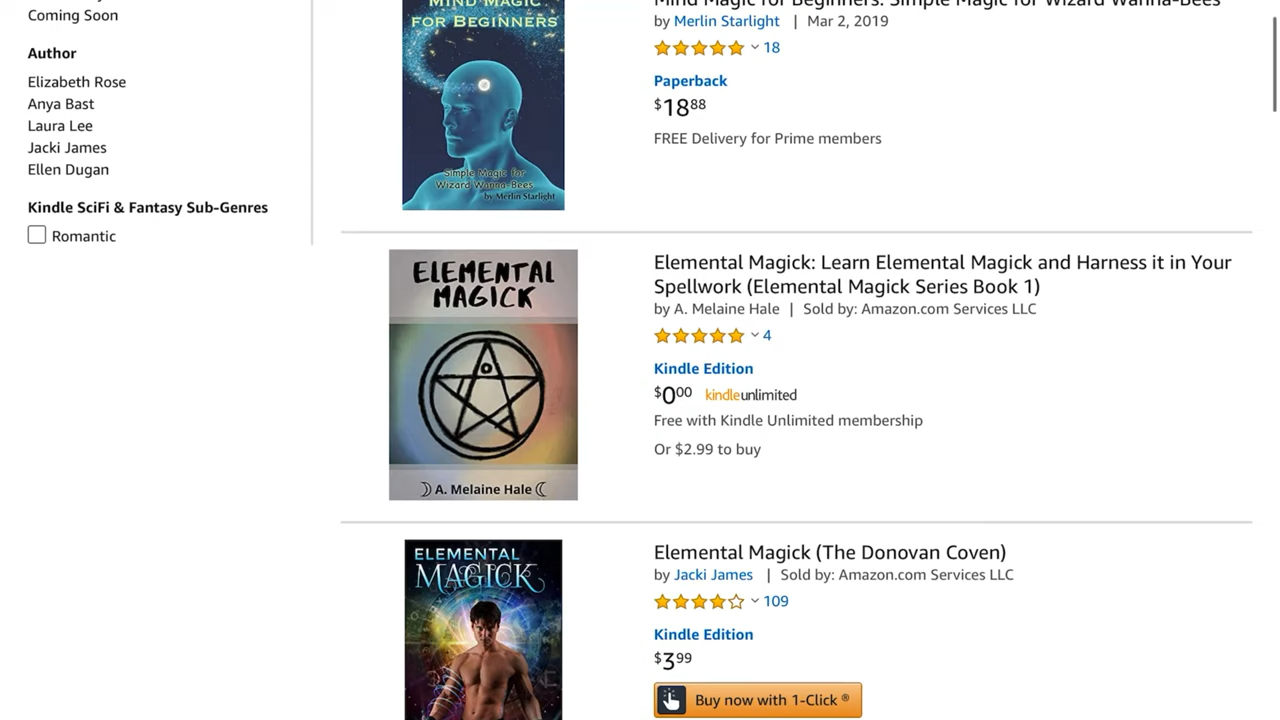 Coming Soon
Author
Elizabeth Rose
Anya Bast
Laura Lee
Jacki James
Ellen Dugan
Kindle SciFi & Fantasy Sub-Genres
Romantic
MIND MAGIC
FOR BEGINNERS
Simple Magic for
Wizard Wanna-Bees
by Merlin Starlight
Mind Magic for Beginners: Simple Magic for Wizard Wanna-Bees
by Merlin Starlight | Mar 2, 2019
18
Paperback
$18 88
FREE Delivery for Prime members
ELEMENTAL
MAGICK
A. Melaine Hale
Elemental Magick: Learn Elemental Magick and Harness it in Your
Spellwork (Elemental Magick Series Book 1)
by A. Melaine Hale | Sold by: Amazon.com Services LLC
4
Kindle Edition
$0 00 kindleunlimited
Free with Kindle Unlimited membership
Or $2.99 to buy
ELEMENTAL
MAGICK
Elemental Magick (The Donovan Coven)
by Jacki James | Sold by: Amazon.com Services LLC
109
Kindle Edition
$3 99
Buy now with 1-Click ®